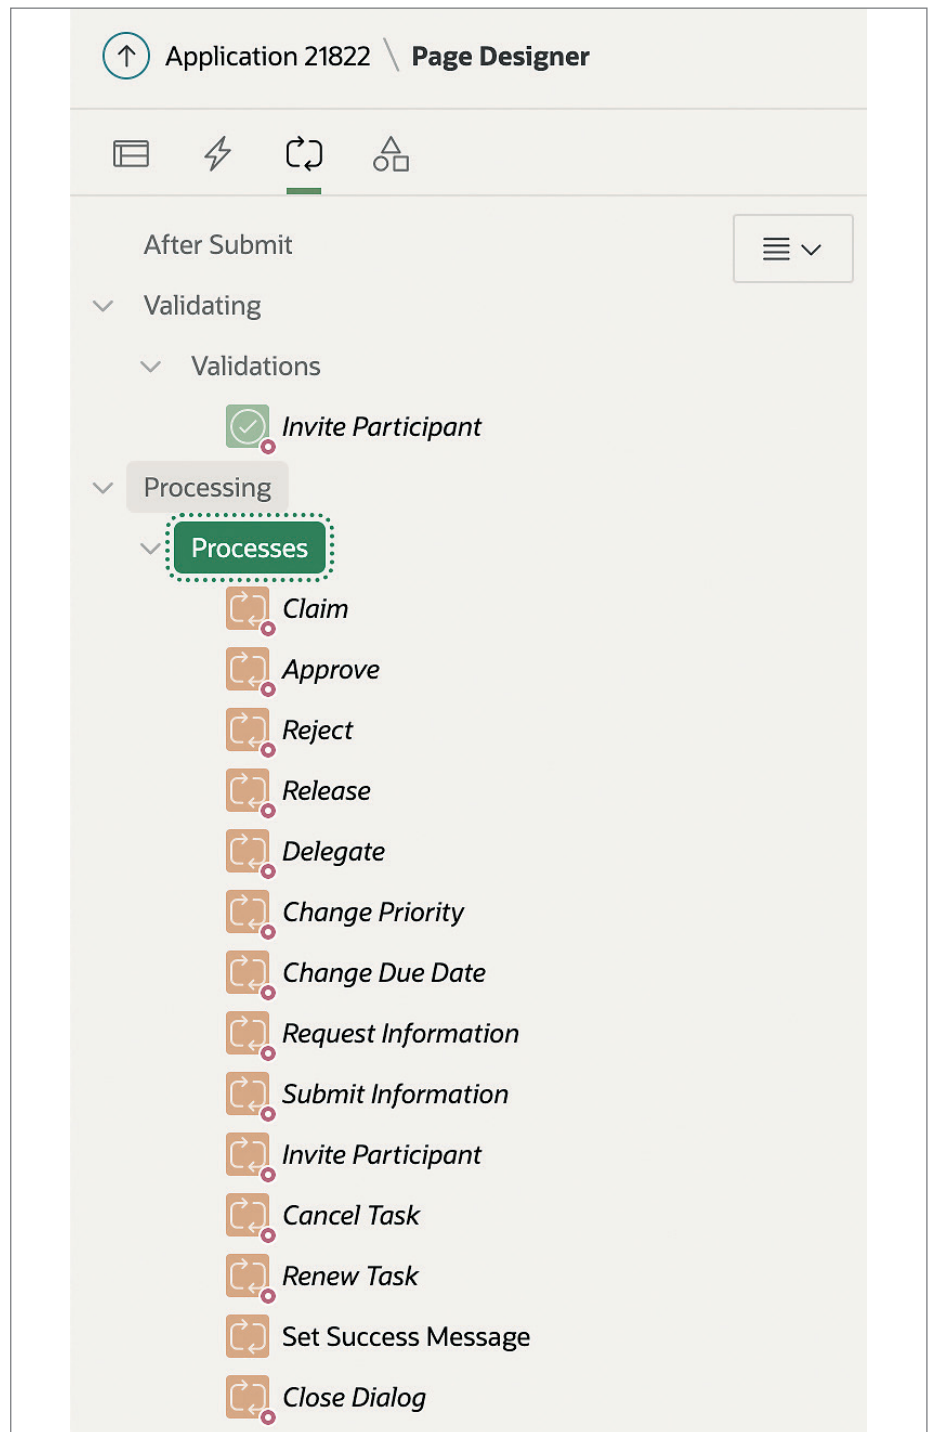 Application 21822 \ Page Designer
After Submit
Validating
Validations
Invite Participant
Processing
Processes
Claim
Approve
Reject
Release
Delegate
Change Priority
Change Due Date
Request Information
Submit Information
Invite Participant
Cancel Task
Renew Task
Set Success Message
Close Dialog